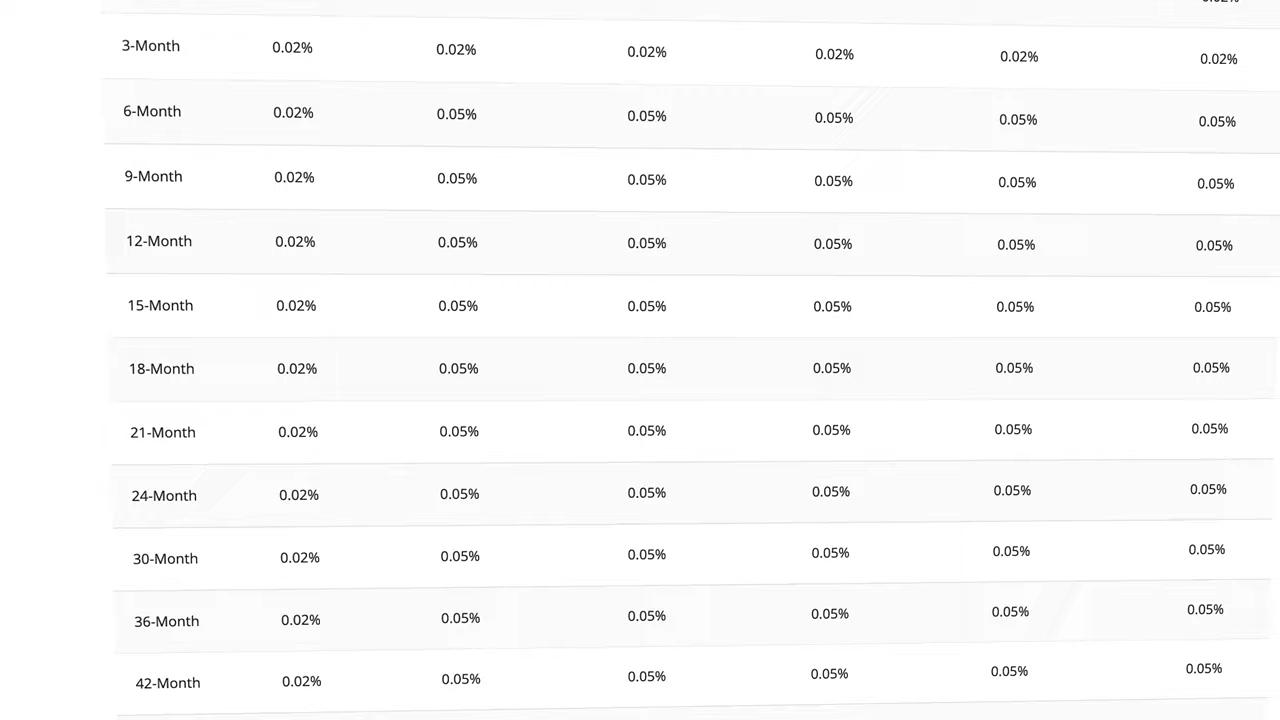 3-Month 0.02% 0.02% 0.02% 0.02% 0.02% 0.02%
6-Month 0.02% 0.05% 0.05% 0.05% 0.05% 0.05%
9-Month 0.02% 0.05% 0.05% 0.05% 0.05% 0.05%
12-Month 0.02% 0.05% 0.05% 0.05% 0.05% 0.05%
15-Month 0.02% 0.05% 0.05% 0.05% 0.05% 0.05%
18-Month 0.02% 0.05% 0.05% 0.05% 0.05% 0.05%
21-Month 0.02% 0.05% 0.05% 0.05% 0.05% 0.05%
24-Month 0.02% 0.05% 0.05% 0.05% 0.05% 0.05%
30-Month 0.02% 0.05% 0.05% 0.05% 0.05% 0.05%
36-Month 0.02% 0.05% 0.05% 0.05% 0.05% 0.05%
42-Month 0.02% 0.05% 0.05% 0.05% 0.05% 0.05%